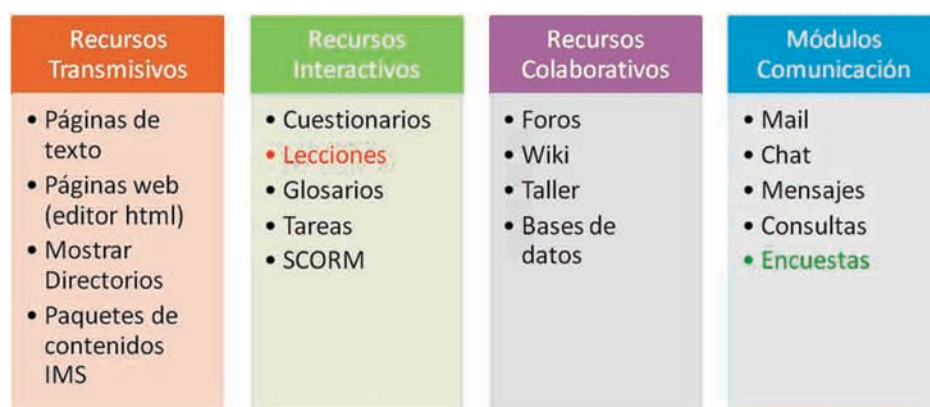 Recursos
Transmisivos
• Páginas de
texto
• Páginas web
(editor html)
• Mostrar
Directorios
• Paquetes de
contenidos
IMS
Recursos
Interactivos
• Cuestionarios
• Lecciones
• Glosarios
• Tareas
• SCORM
Recursos
Colaborativos
• Foros
• Wiki
• Taller
• Bases de
datos
Módulos
Comunicación
• Mail
• Chat
• Mensajes
• Consultas
• Encuestas